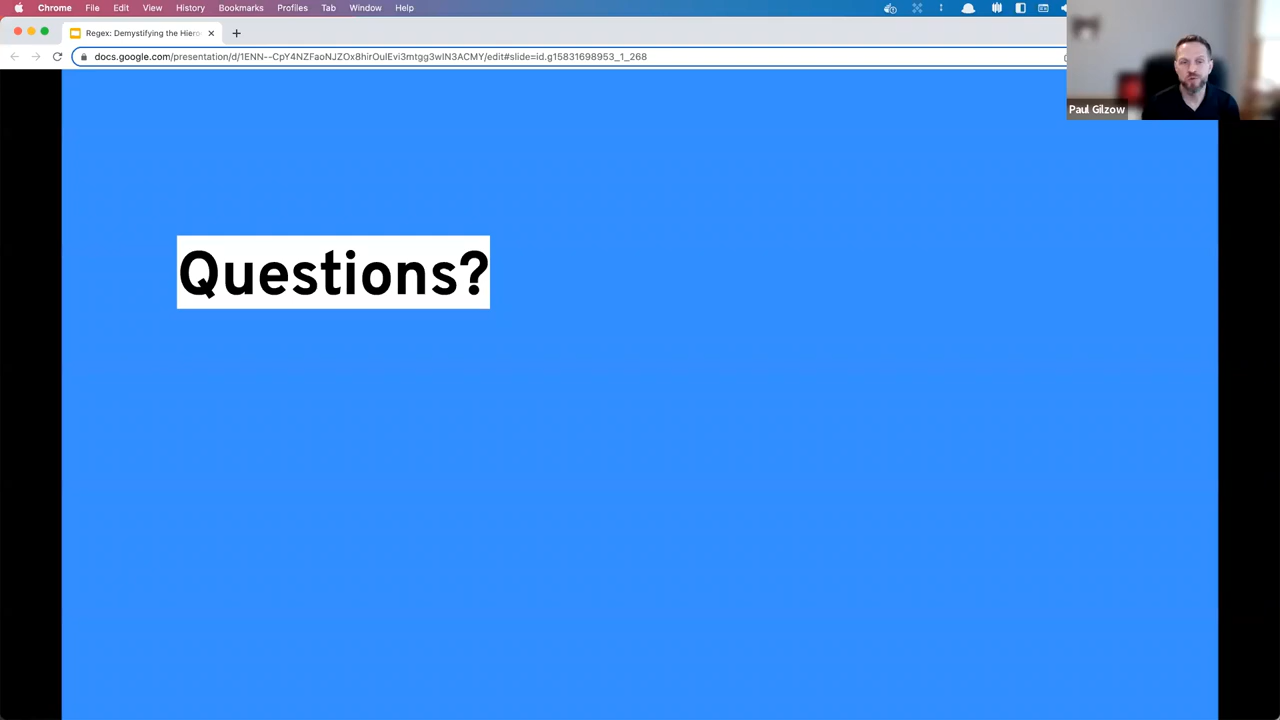 Chrome File Edit View History Bookmarks Profiles Tab Window Help
Regex: Demystifying the Hiero
docs.google.com/presentation/d/1ENN--CpY4NZFaoNJZOx8hirOulEvi3mtgg3wlN3ACMY/edit#slide=id.g15831698953_1_268
Paul Gilzow
Questions?